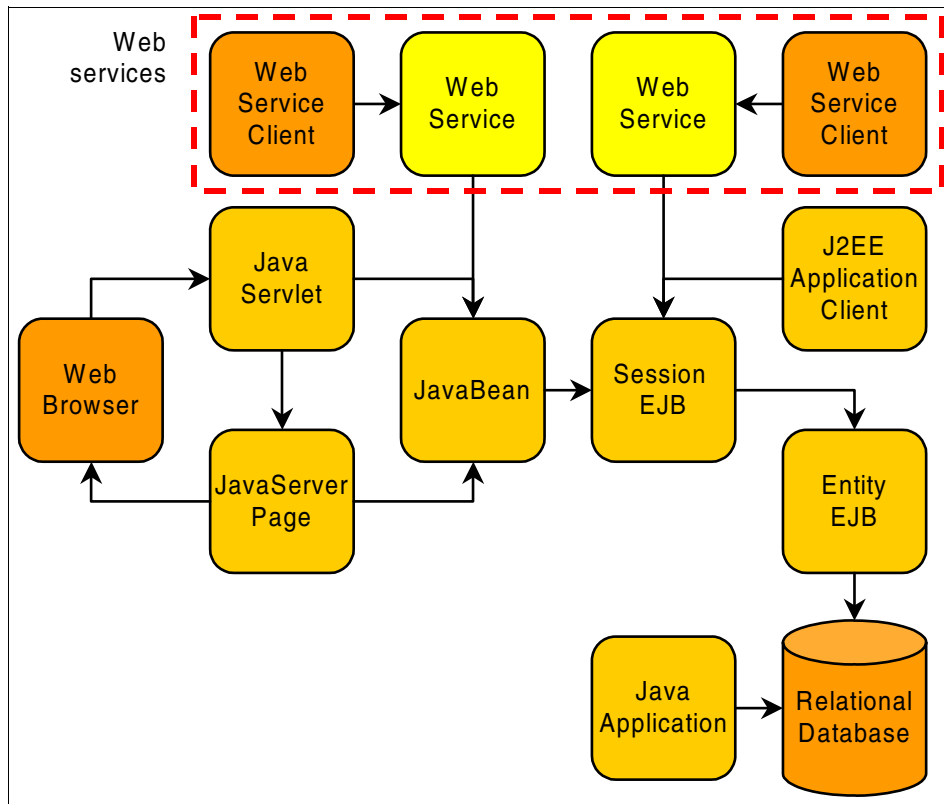 Web
services
Web
Service
Client
Web
Service
Web
Service
Web
Service
Client
Java
Servlet
J2EE
Application
Client
Web
Browser
JavaBean
Session
EJB
JavaServer
Page
Entity
EJB
Java
Application
Relational
Database